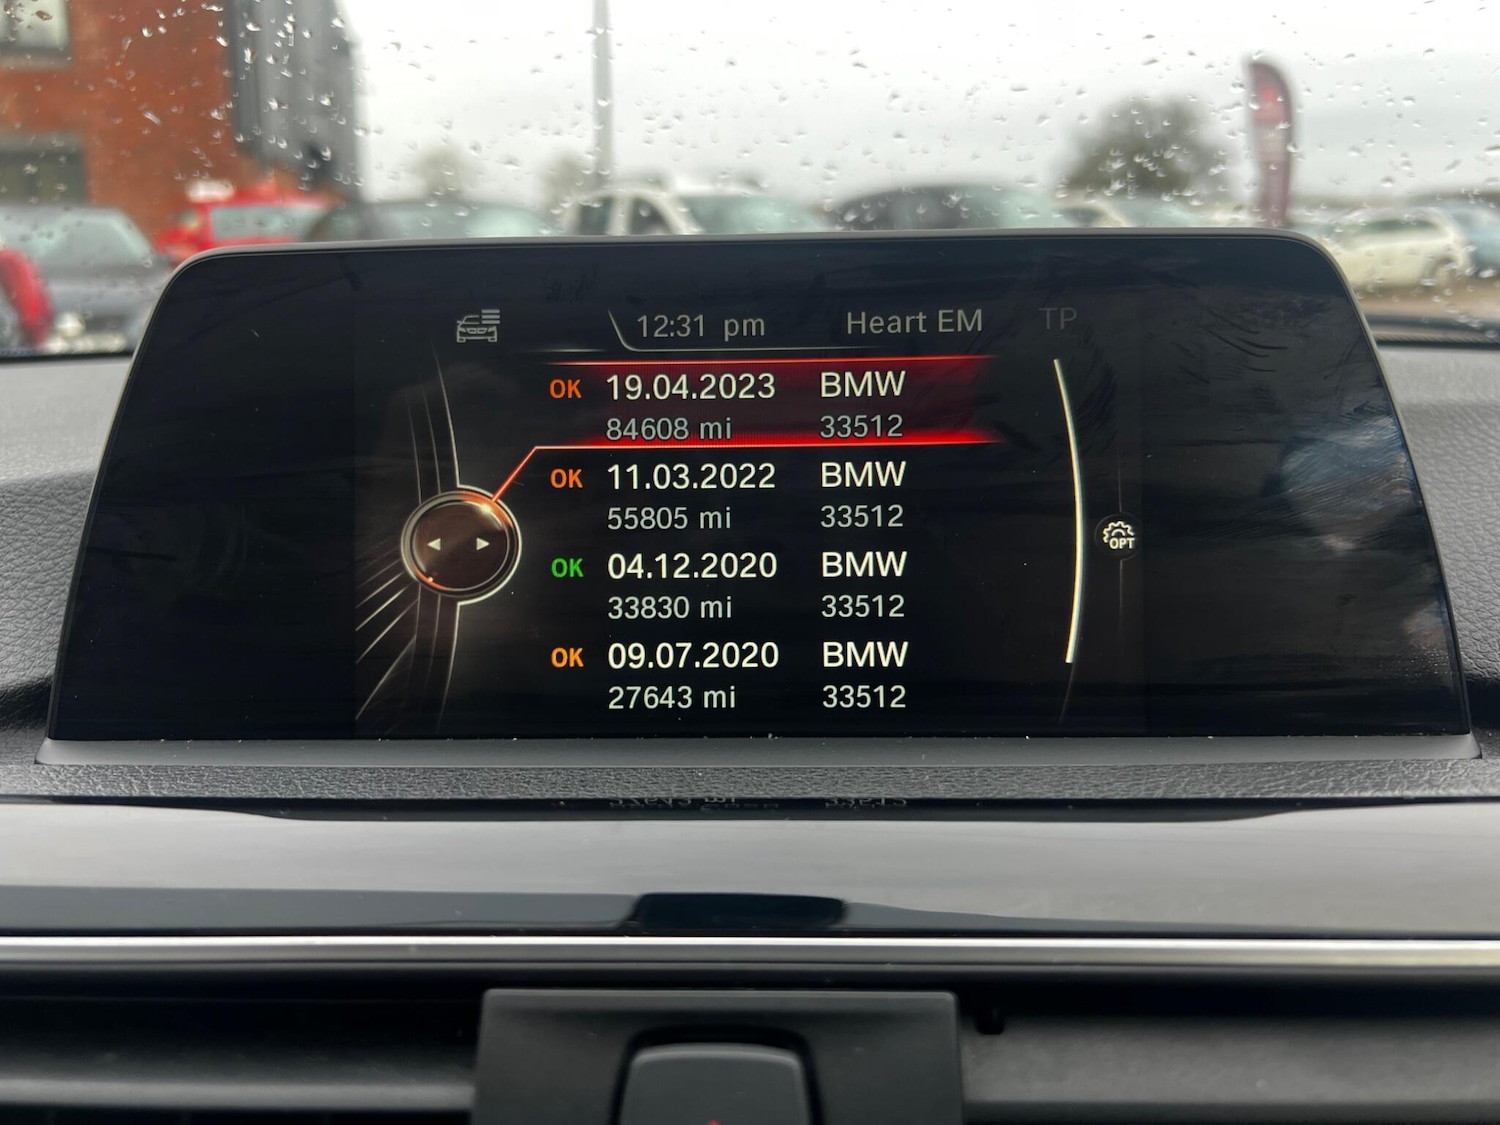 12:31 pm Heart EM TP
OK 19.04.2023 BMW
84608 mi 33512
OK 11.03.2022 BMW
55805 mi 33512
OK 04.12.2020 BMW
33830 mi 33512
OK 09.07.2020 BMW
27643 mi 33512
OPT